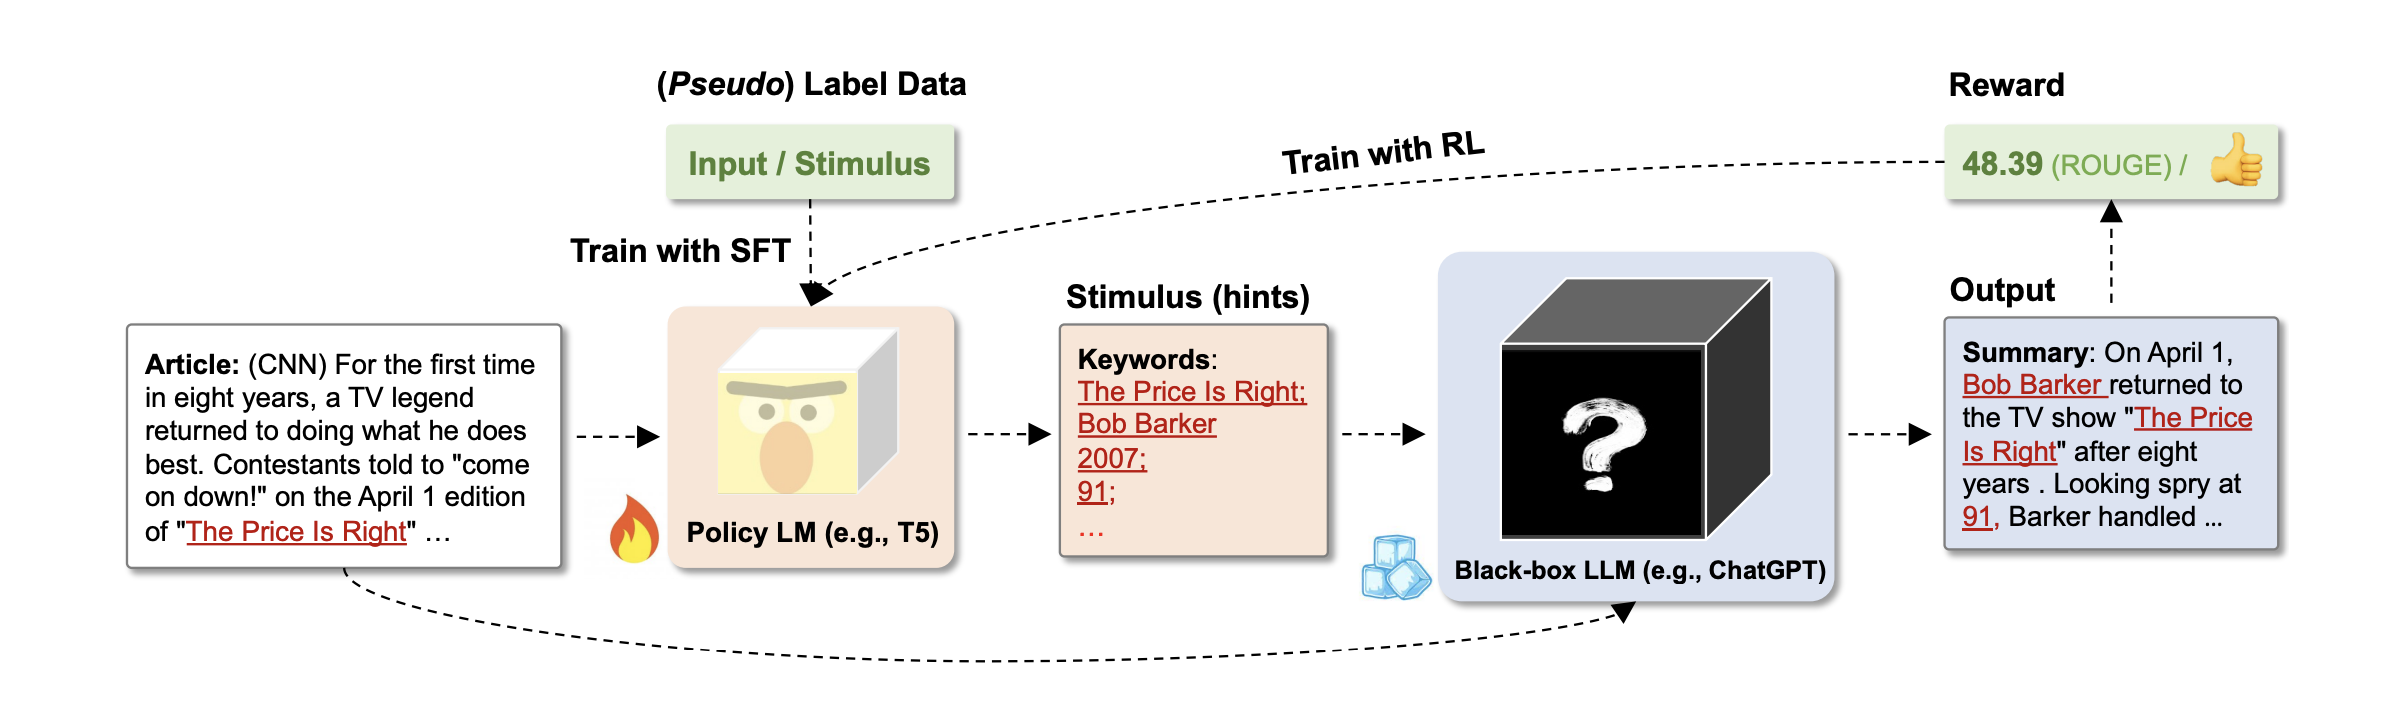 (Pseudo) Label Data
Input / Stimulus
Train with SFT
Train with RL
Reward
48.39 (ROUGE) /
Article: (CNN) For the first time
in eight years, a TV legend
returned to doing what he does
best. Contestants told to "come
on down!" on the April 1 edition
of "The Price Is Right" …
Policy LM (e.g., T5)
Stimulus (hints)
Keywords:
The Price Is Right;
Bob Barker
2007;
91;
…
?
Black-box LLM (e.g., ChatGPT)
Output
Summary: On April 1,
Bob Barker returned to
the TV show "The Price
Is Right" after eight
years . Looking spry at
91, Barker handled ...